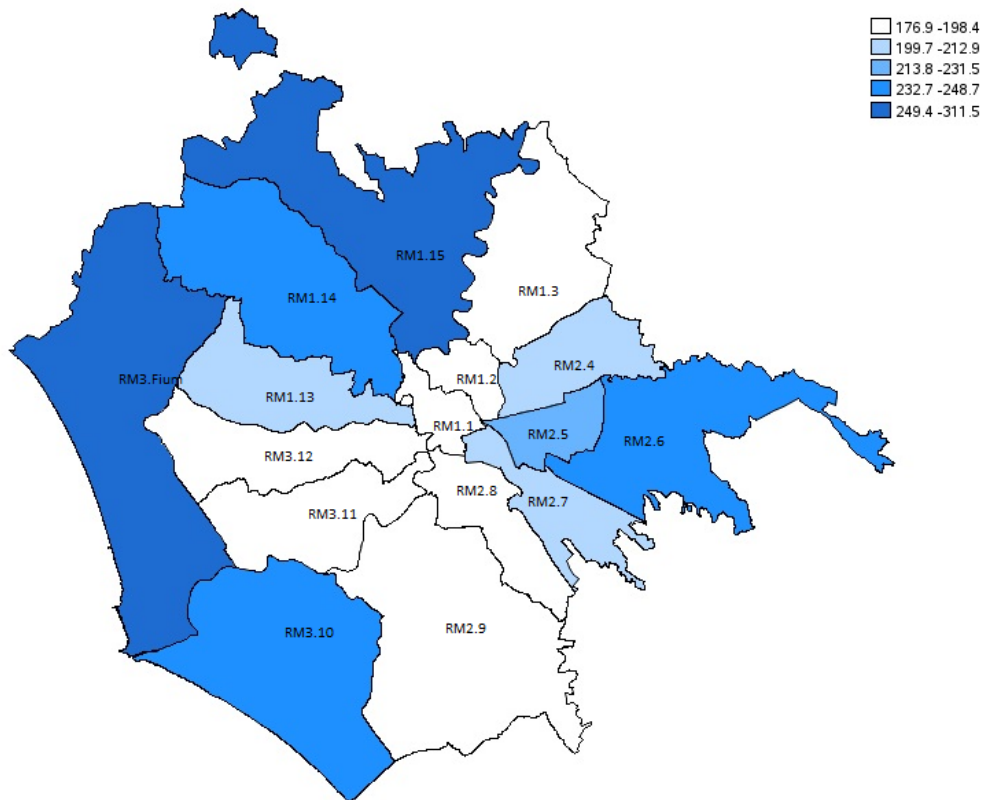 176.9 -198.4
199.7 -212.9
213.8 -231.5
232.7 -248.7
249.4 -311.5
RM1.15
RM1.3
RM1.14
RM2.4
RM1.2
RM3.Fium
RM1.13
RM1.1
RM2.5
RM2.6
RM3.12
RM2.8
RM2.7
RM3.11
RM3.10
RM2.9